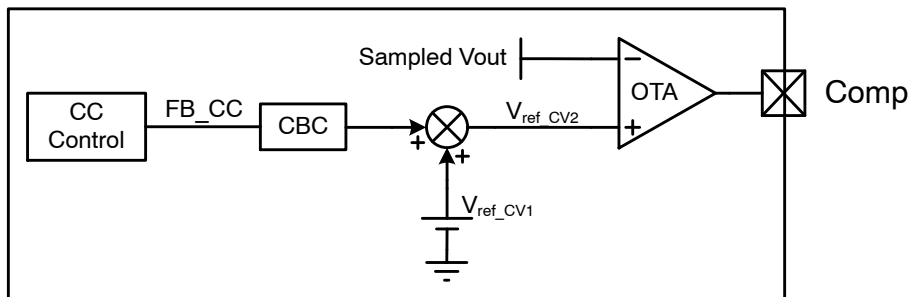 Sampled Vout
−
OTA
Comp
CC
Control
FB_CC
CBC
+
+
V_ref_CV2
+
V_ref_CV1